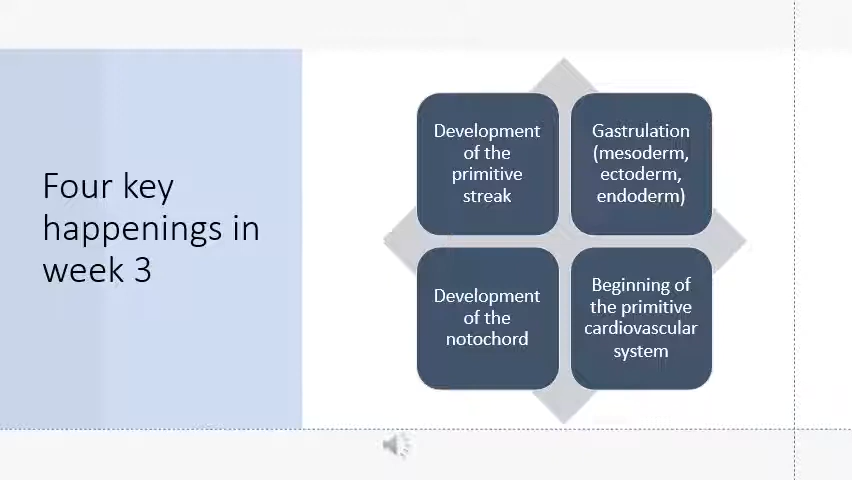 Four key
happenings in
week 3
Development
of the
primitive
streak
Gastrulation
(mesoderm,
ectoderm,
endoderm)
Development
of the
notochord
Beginning of
the primitive
cardiovascular
system